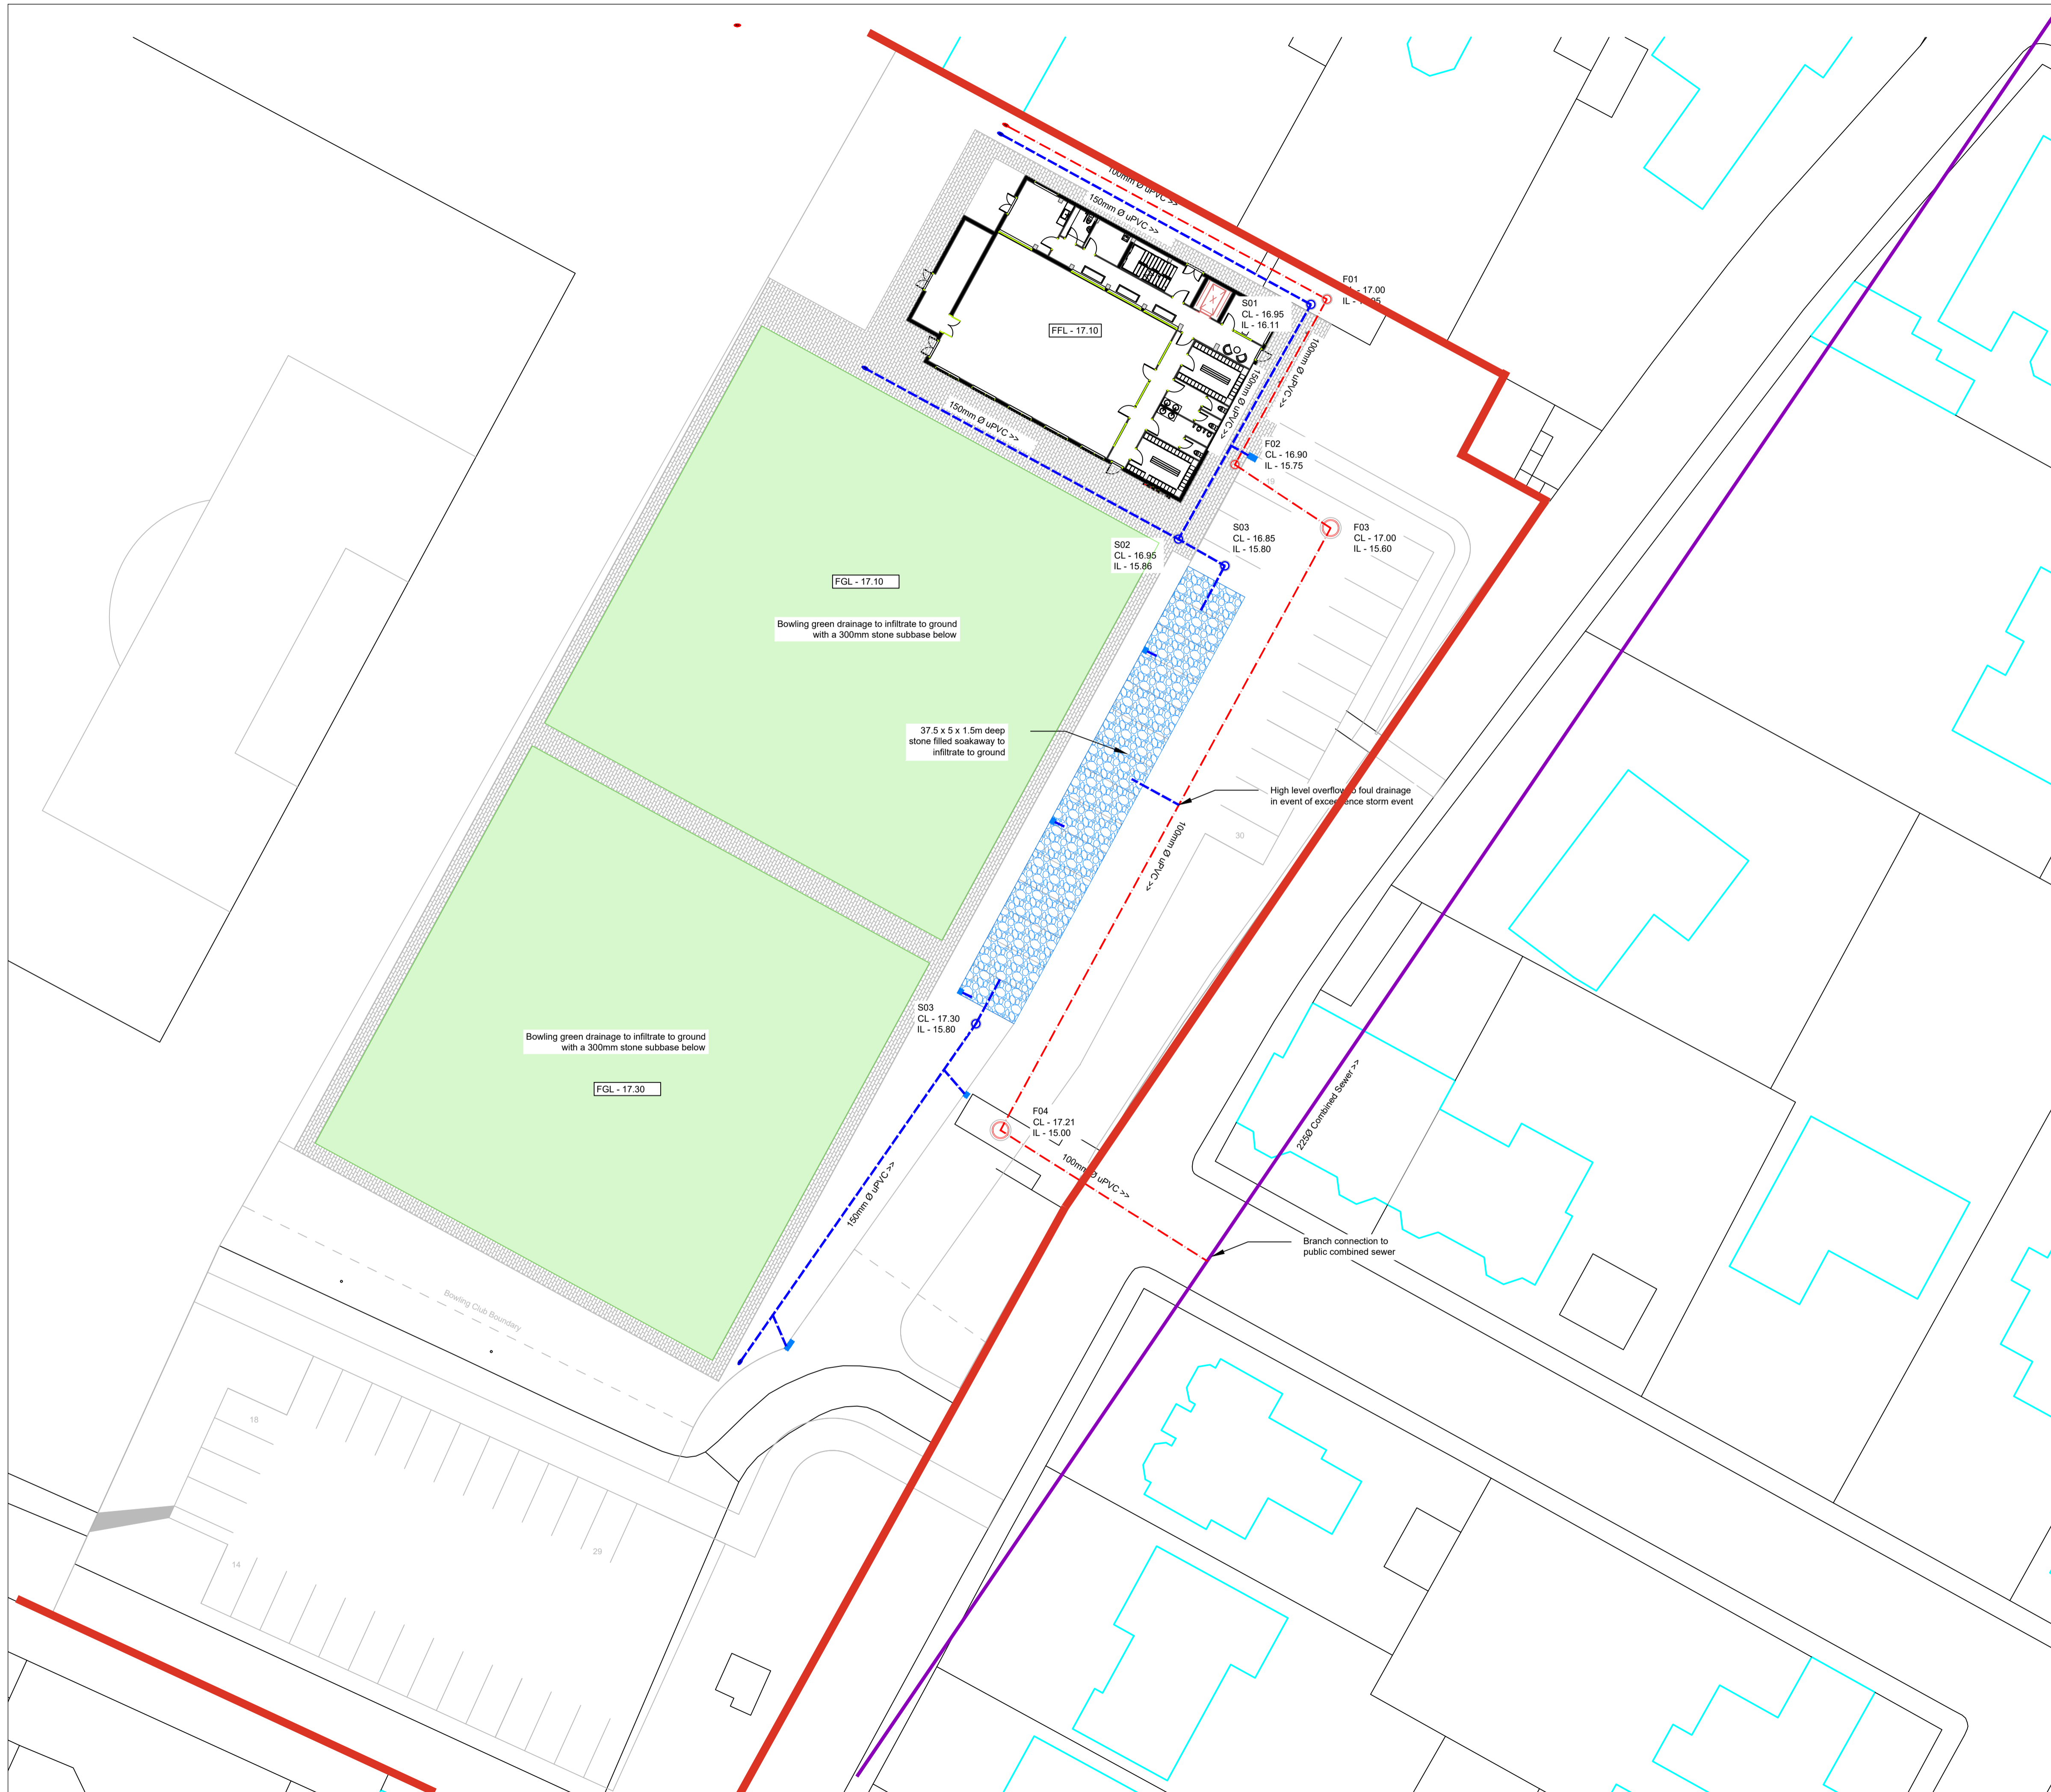 100mm Ø uPVC >>
150mm Ø uPVC >>
F01
- 17.00
IL -
S01
CL - 16.95
IL - 16.11
FFL - 17.10
100mm Ø uPVC >>
150mm Ø uPVC >>
150mm Ø uPVC >>
F02
CL - 16.90
IL - 15.75
19
S03
CL - 16.85
IL - 15.80
F03
CL - 17.00
IL - 15.60
S02
CL - 16.95
IL - 15.86
FGL - 17.10
Bowling green drainage to infiltrate to ground
with a 300mm stone subbase below
37.5 x 5 x 1.5m deep
stone filled soakaway to
infiltrate to ground
High level overflow to foul drainage
in event of exceedence storm event
30
100mm Ø uPVC >>
S03
CL - 17.30
IL - 15.80
Bowling green drainage to infiltrate to ground
with a 300mm stone subbase below
FGL - 17.30
225Ø Combined Sewer >>
F04
CL - 17.21
IL - 15.00
100mm Ø uPVC >>
150mm Ø uPVC >>
Branch connection to
public combined sewer
Bowling Club Boundary
18
29
14